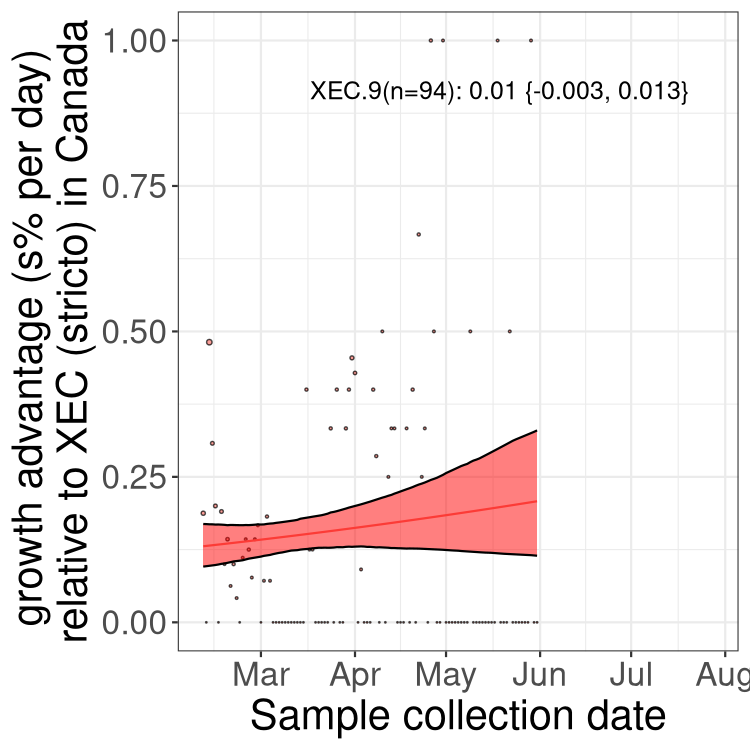 growth advantage (s% per day)
relative to XEC (stricto) in Canada
1.00
0.75
0.50
0.25
0.00
XEC.9(n=94): 0.01 {-0.003, 0.013}
Mar Apr May Jun Jul Aug
Sample collection date